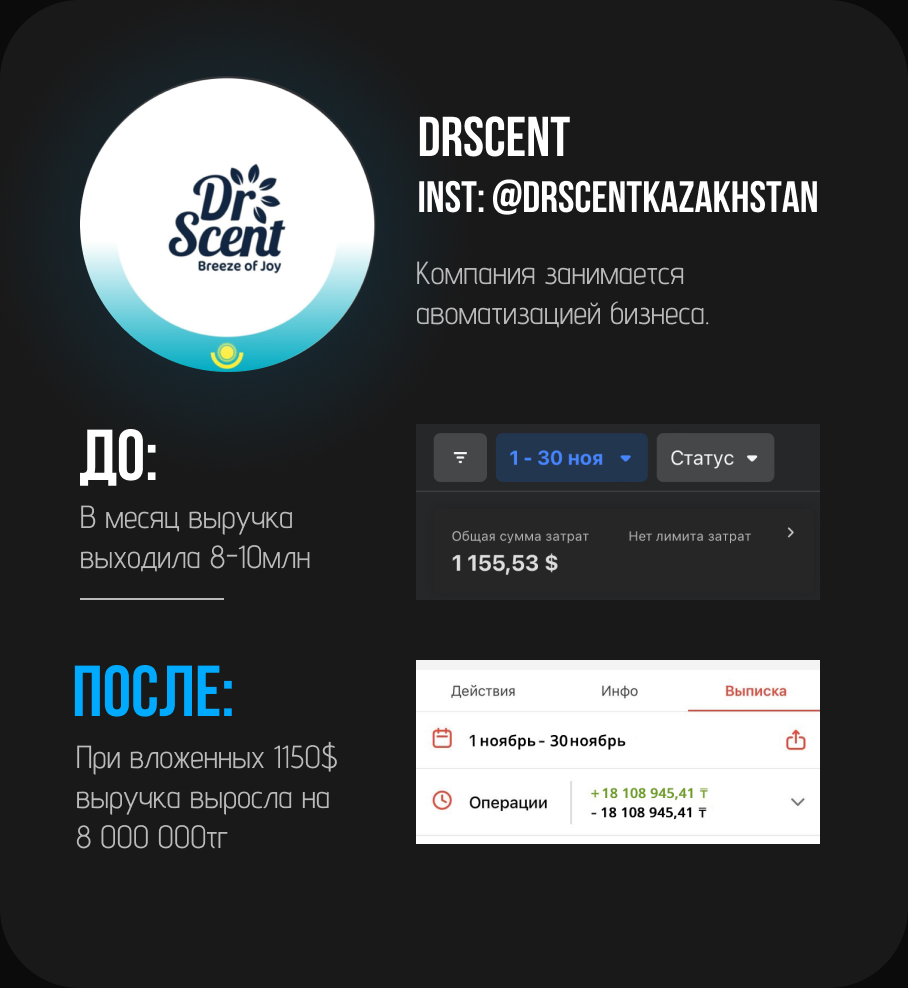 Dr
Scent
Breeze of Joy
DRSCENT
INST: @DRSCENTKAZAKHSTAN
Компания занимается
авоматизацией бизнеса.
ДО:
В месяц выручка
выходила 8-10млн
1 - 30 ноя
Статус
Общая сумма затрат
Нет лимита затрат
1 155,53 $
ПОСЛЕ:
При вложенных 1150$
выручка выросла на
8 000 000тг
Действия
Инфо
Выписка
1 ноябрь - 30 ноябрь
Операции
+ 18 108 945,41 ₸
- 18 108 945,41 ₸